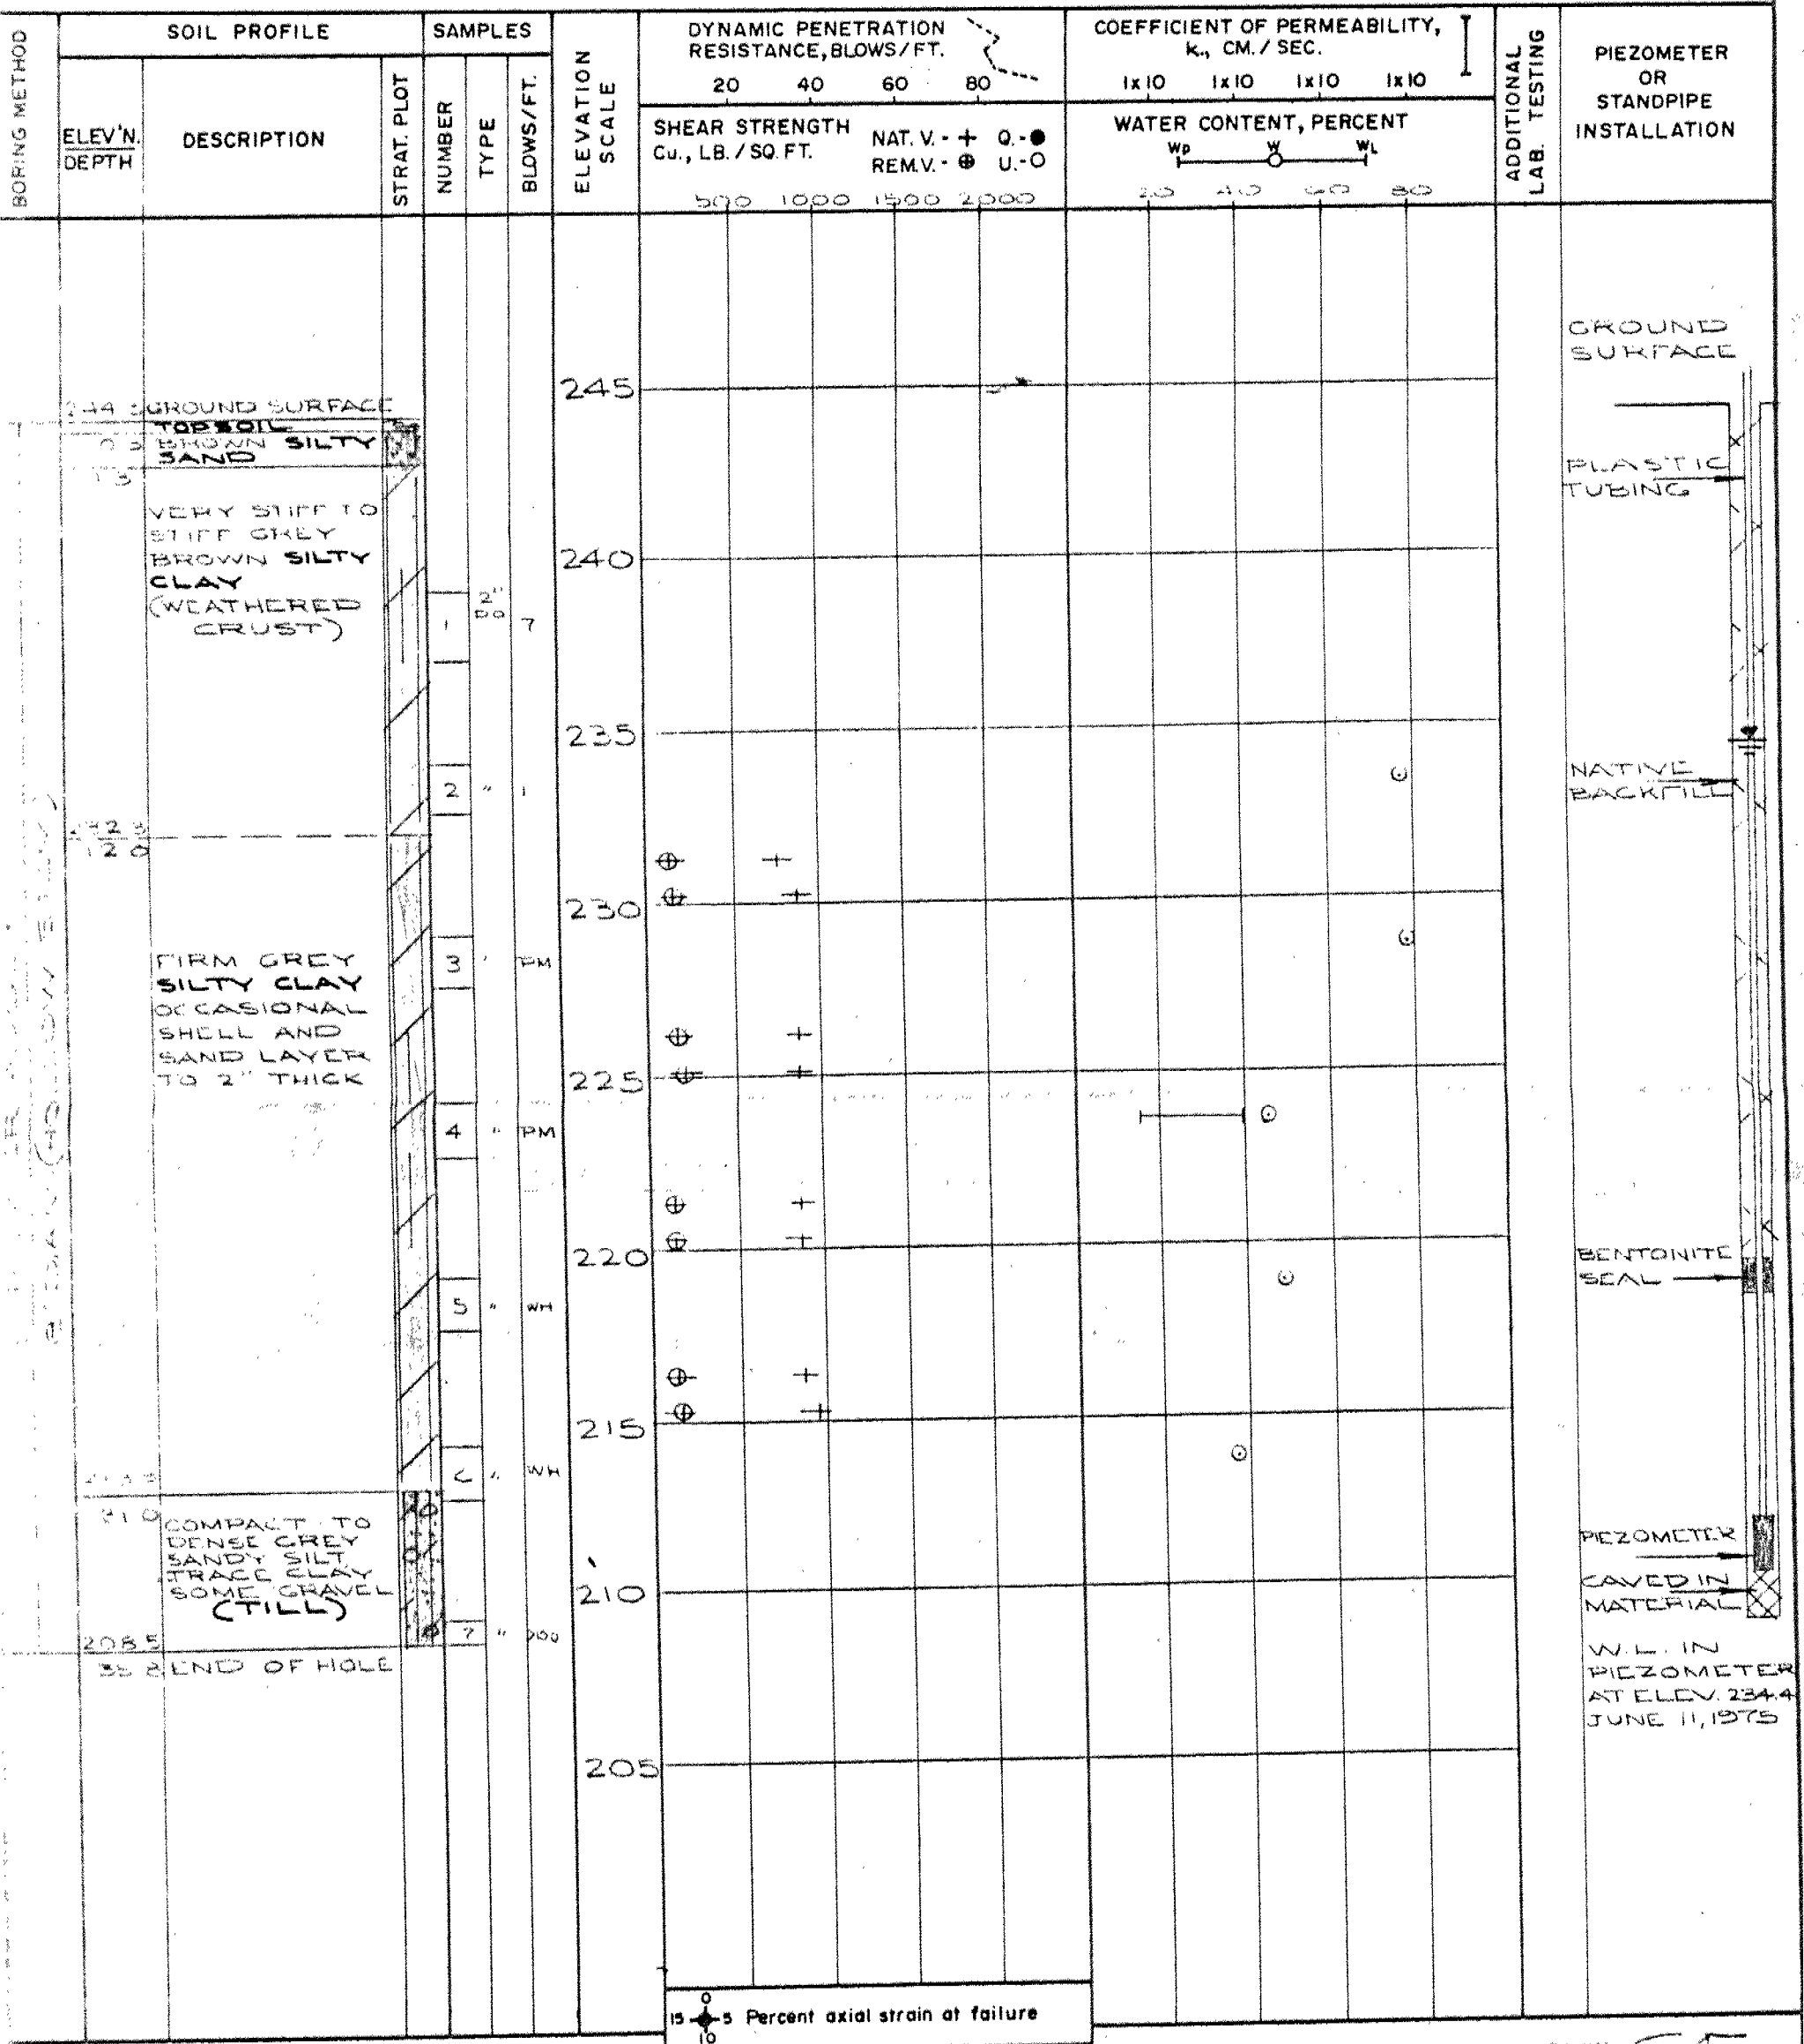 BORING METHOD
SOIL PROFILE
ELEV'N.
DEPTH
DESCRIPTION
STRAT. PLOT
SAMPLES
NUMBER
TYPE
BLOWS/FT.
ELEVATION
SCALE
DYNAMIC PENETRATION
RESISTANCE, BLOWS/FT.
20 40 60 80
SHEAR STRENGTH
Cu., LB./SQ.FT.
NAT. V. - + Q. - ●
REM.V. - ⊕ U. - O
500 1000 1500 2000
COEFFICIENT OF PERMEABILITY,
K., CM./SEC.
1x10 1x10 1x10 1x10
WATER CONTENT, PERCENT
Wp W WL
20 40 60 80
ADDITIONAL
LAB. TESTING
PIEZOMETER
OR
STANDPIPE
INSTALLATION
GROUND SURFACE
TOPSOIL
BROWN SILTY
SAND
VERY STIFF TO
STIFF GREY
BROWN SILTY
CLAY
(WEATHERED
CRUST)
12.0
FIRM GREY
SILTY CLAY
OCCASIONAL
SHELL AND
SAND LAYER
TO 2" THICK
COMPACT TO
DENSE GREY
SANDY SILT
TRACE CLAY
SOME GRAVEL
(TILL)
208.5
END OF HOLE
1 2" DO 7
2 " 1
3 " PM
4 " PM
5 " WH
" WH
7 "
245
240
235
230
225
220
215
210
205
GROUND
SURFACE
PLASTIC
TUBING
NATIVE
BACKFILL
BENTONITE
SEAL
PIEZOMETER
CAVED IN
MATERIAL
W.L. IN
PIEZOMETER
AT ELEV. 234.4
JUNE 11, 1975
0
15 5 Percent axial strain at failure
10